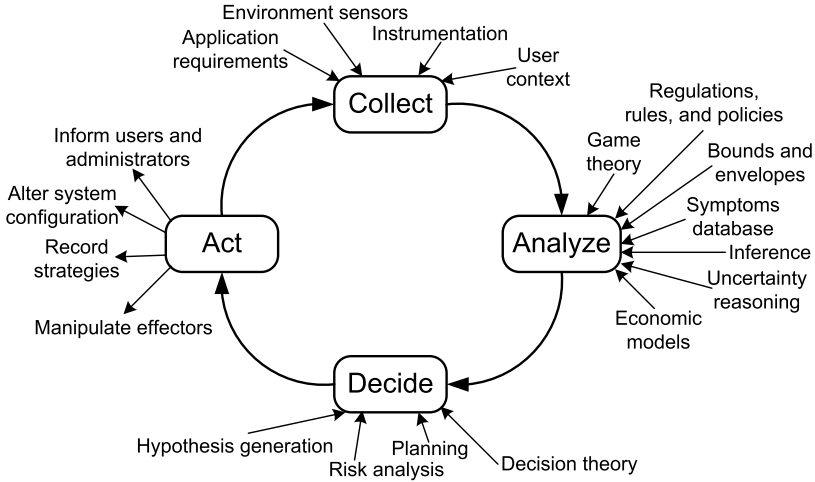 Environment sensors
Application
requirements
Instrumentation
User
context
Collect
Regulations,
rules, and policies
Game
theory
Bounds and
envelopes
Symptoms
database
Inference
Uncertainty
reasoning
Economic
models
Analyze
Inform users and
administrators
Alter system
configuration
Record
strategies
Manipulate effectors
Act
Decide
Hypothesis generation
Risk analysis
Planning
Decision theory